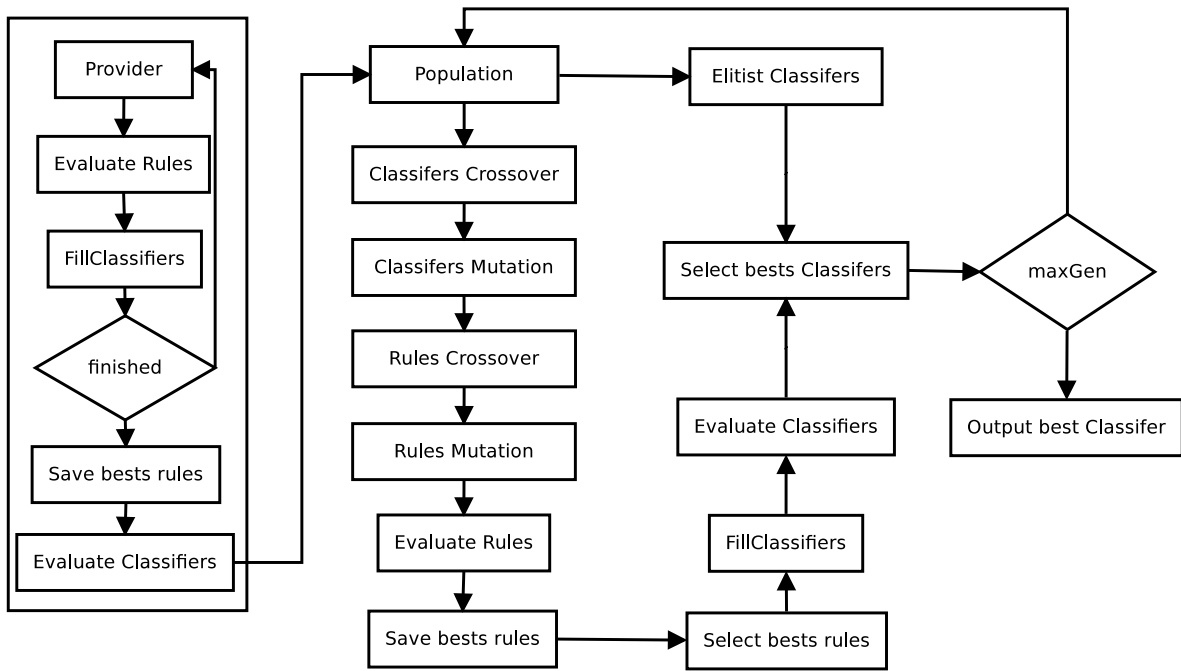 Provider
Evaluate Rules
FillClassifiers
finished
Save bests rules
Evaluate Classifiers
Population
Classifers Crossover
Classifers Mutation
Rules Crossover
Rules Mutation
Evaluate Rules
Save bests rules
Elitist Classifers
Select bests Classifers
Evaluate Classifiers
FillClassifiers
Select bests rules
maxGen
Output best Classifer